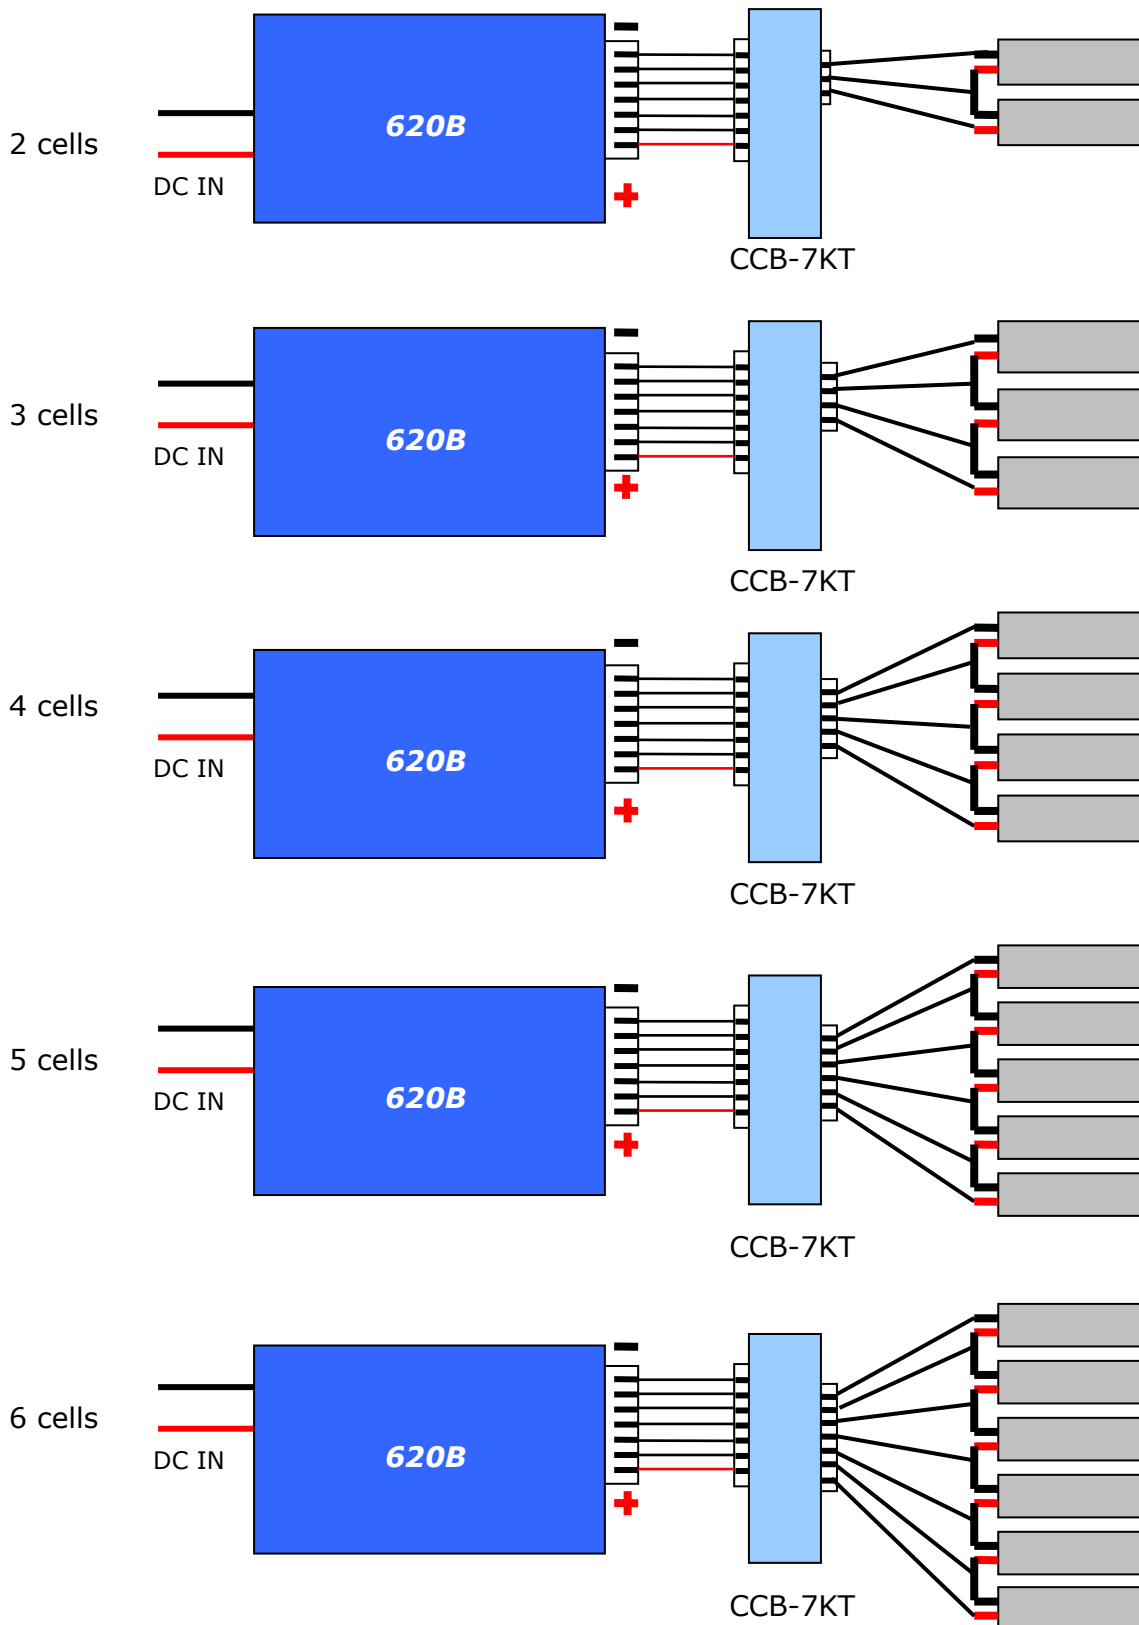 2 cells
DC IN
620B
CCB-7KT
3 cells
DC IN
620B
CCB-7KT
4 cells
DC IN
620B
CCB-7KT
5 cells
DC IN
620B
CCB-7KT
6 cells
DC IN
620B
CCB-7KT